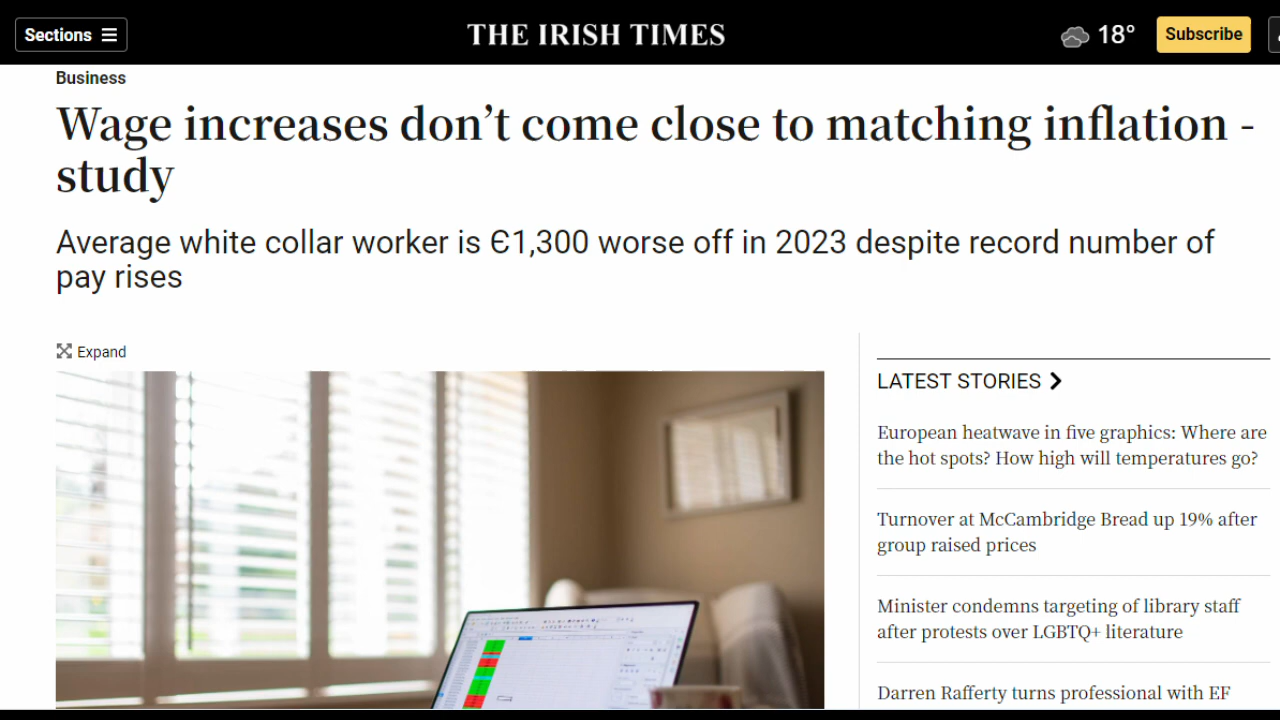 Sections
THE IRISH TIMES
18°
Subscribe
Business
Wage increases don’t come close to matching inflation -
study
Average white collar worker is €1,300 worse off in 2023 despite record number of
pay rises
Expand
LATEST STORIES
European heatwave in five graphics: Where are
the hot spots? How high will temperatures go?
Turnover at McCambridge Bread up 19% after
group raised prices
Minister condemns targeting of library staff
after protests over LGBTQ+ literature
Darren Rafferty turns professional with EF